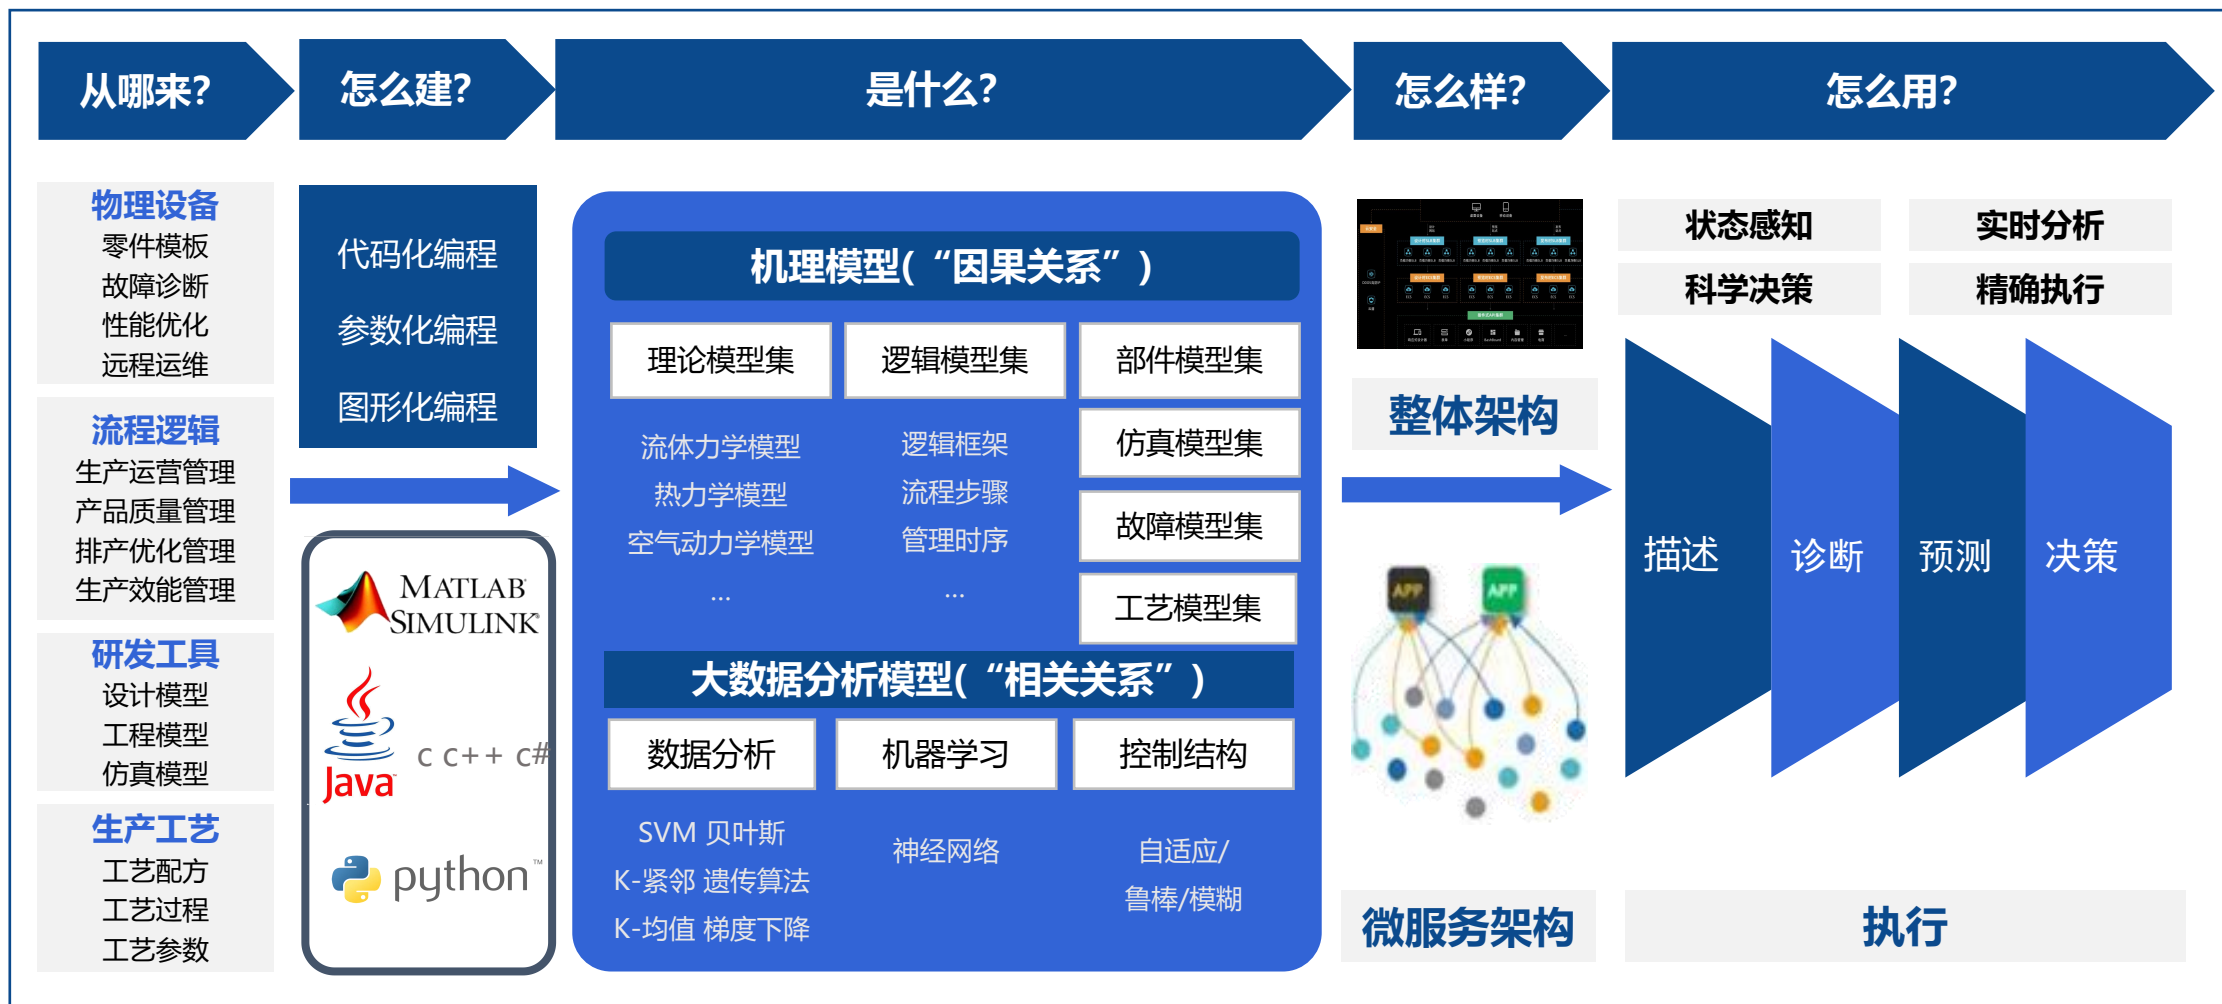 从哪来?
怎么建?
是什么?
怎么样?
怎么用?
物理设备
零件模板
故障诊断
性能优化
远程运维
流程逻辑
生产运营管理
产品质量管理
排产优化管理
生产效能管理
研发工具
设计模型
工程模型
仿真模型
生产工艺
工艺配方
工艺过程
工艺参数
代码化编程
参数化编程
图形化编程
MATLAB
SIMULINK
Java
c c++ c#
python
机理模型(“因果关系”)
理论模型集
逻辑模型集
部件模型集
流体力学模型
热力学模型
空气动力学模型
...
逻辑框架
流程步骤
管理时序
...
仿真模型集
故障模型集
工艺模型集
大数据分析模型(“相关关系”)
数据分析
机器学习
控制结构
SVM 贝叶斯
K-紧邻 遗传算法
K-均值 梯度下降
神经网络
自适应/
鲁棒/模糊
整体架构
APP
APP
微服务架构
状态感知
实时分析
科学决策
精确执行
描述
诊断
预测
决策
执行